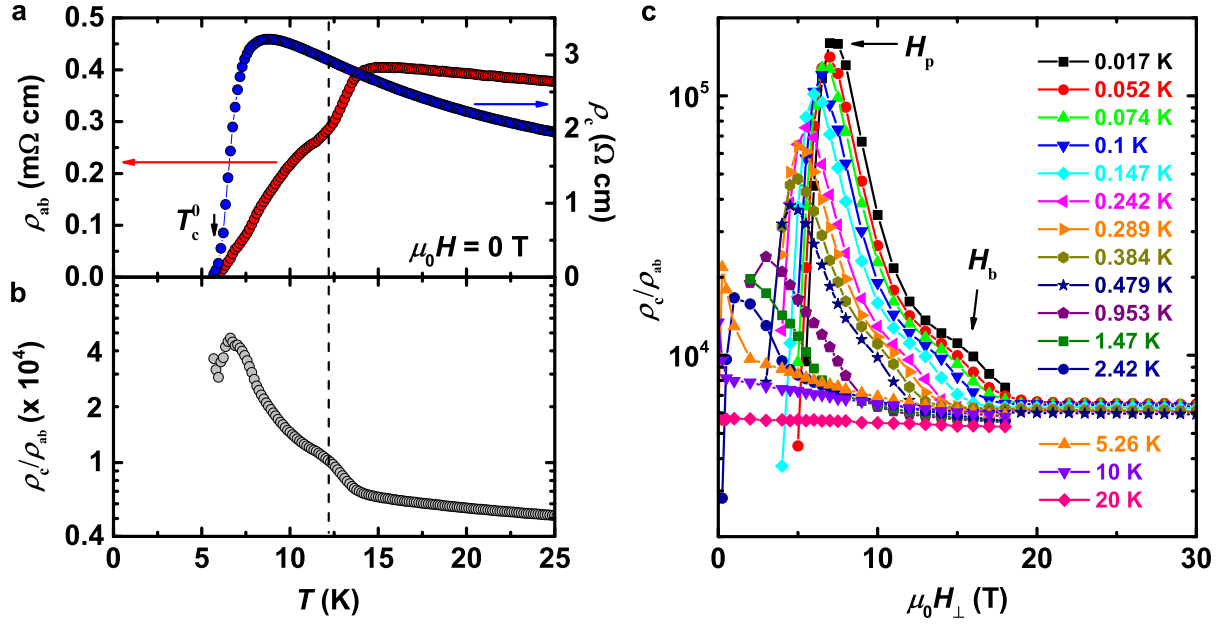 a
0.5
0.4
0.3
0.2
0.1
0.0
ρab (mΩ cm)
T0c
μ0H = 0 T
3
2
1
0
ρc (Ω cm)
b
4
2
1
0.4
ρc/ρab (x 10⁴)
0 5 10 15 20 25
T (K)
c
10⁵
10⁴
ρc/ρab
Hp
Hb
0.017 K
0.052 K
0.074 K
0.1 K
0.147 K
0.242 K
0.289 K
0.384 K
0.479 K
0.953 K
1.47 K
2.42 K
5.26 K
10 K
20 K
0 10 20 30
μ0H⊥ (T)